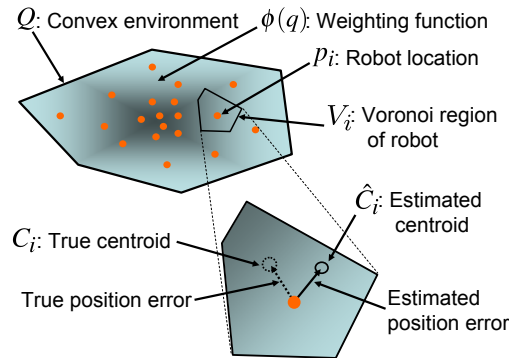 Q: Convex environment
ϕ(q): Weighting function
p_i: Robot location
V_i: Voronoi region
of robot
Ĉ_i: Estimated
centroid
C_i: True centroid
True position error
Estimated
position error